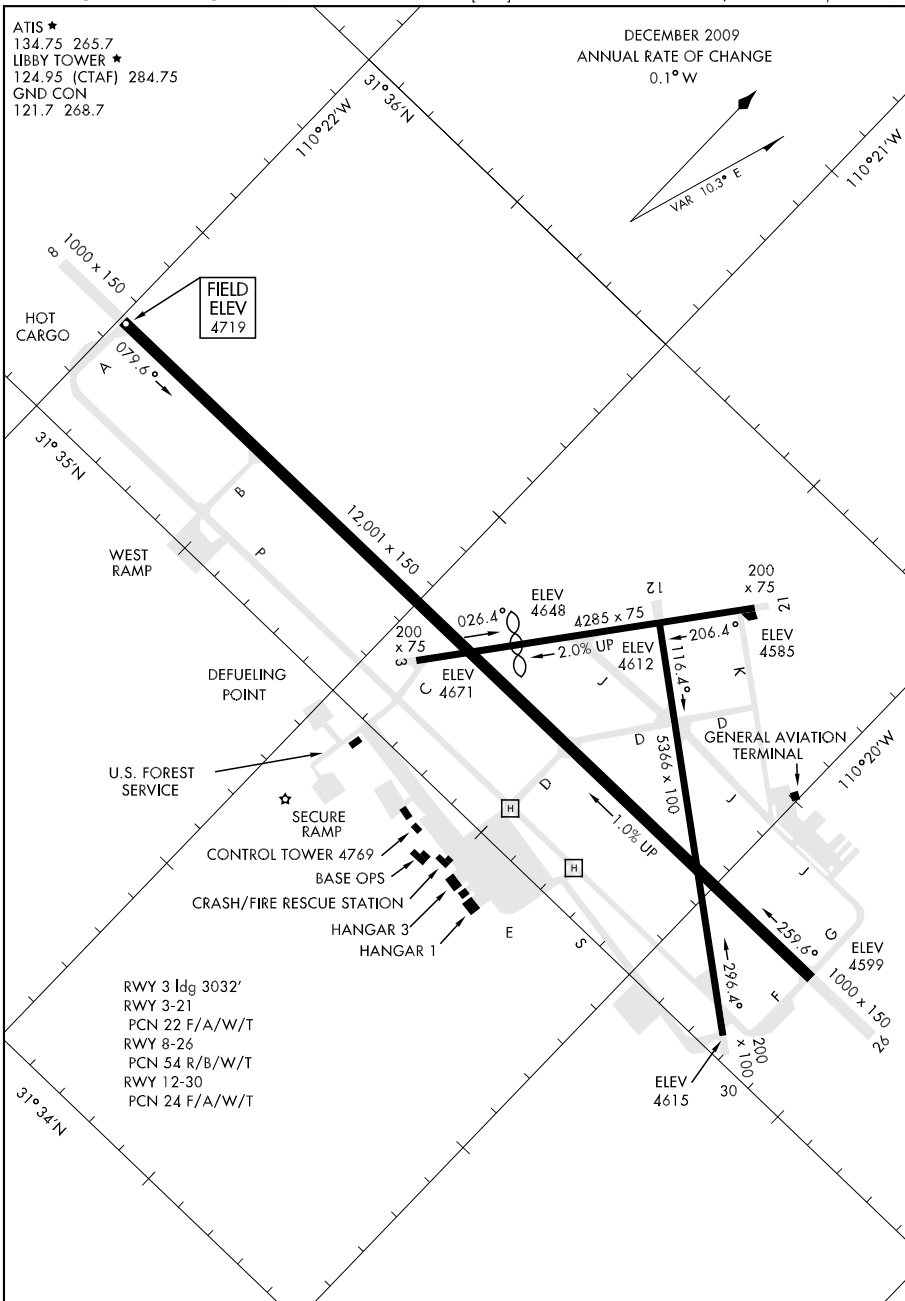 ATIS ★
134.75 265.7
LIBBY TOWER ★
124.95 (CTAF) 284.75
GND CON
121.7 268.7
DECEMBER 2009
ANNUAL RATE OF CHANGE
0.1° W
VAR 10.3° E
110°22'W
31°36'N
110°21'W
8
1000 x 150
FIELD
ELEV
4719
HOT
CARGO
A
079.6°
31°35'N
B
P
12,001 x 150
WEST
RAMP
200
x 75
3
026.4°
ELEV
4648
4285 x 75
12
200
x 75
21
2.0% UP
ELEV
4612
206.4°
ELEV
4585
ELEV
4671
C
J
116.4°
K
DEFUELING
POINT
D
D
GENERAL AVIATION
TERMINAL
110°20'W
5366 x 100
U.S. FOREST
SERVICE
D
J
SECURE
RAMP
H
1.0% UP
CONTROL TOWER 4769
BASE OPS
H
J
CRASH/FIRE RESCUE STATION
HANGAR 3
HANGAR 1
E
S
259.6°
G
ELEV
4599
296.4°
F
1000 x 150
26
RWY 3 ldg 3032'
RWY 3-21
PCN 22 F/A/W/T
RWY 8-26
PCN 54 R/B/W/T
RWY 12-30
PCN 24 F/A/W/T
200
x 100
30
ELEV
4615
31°34'N